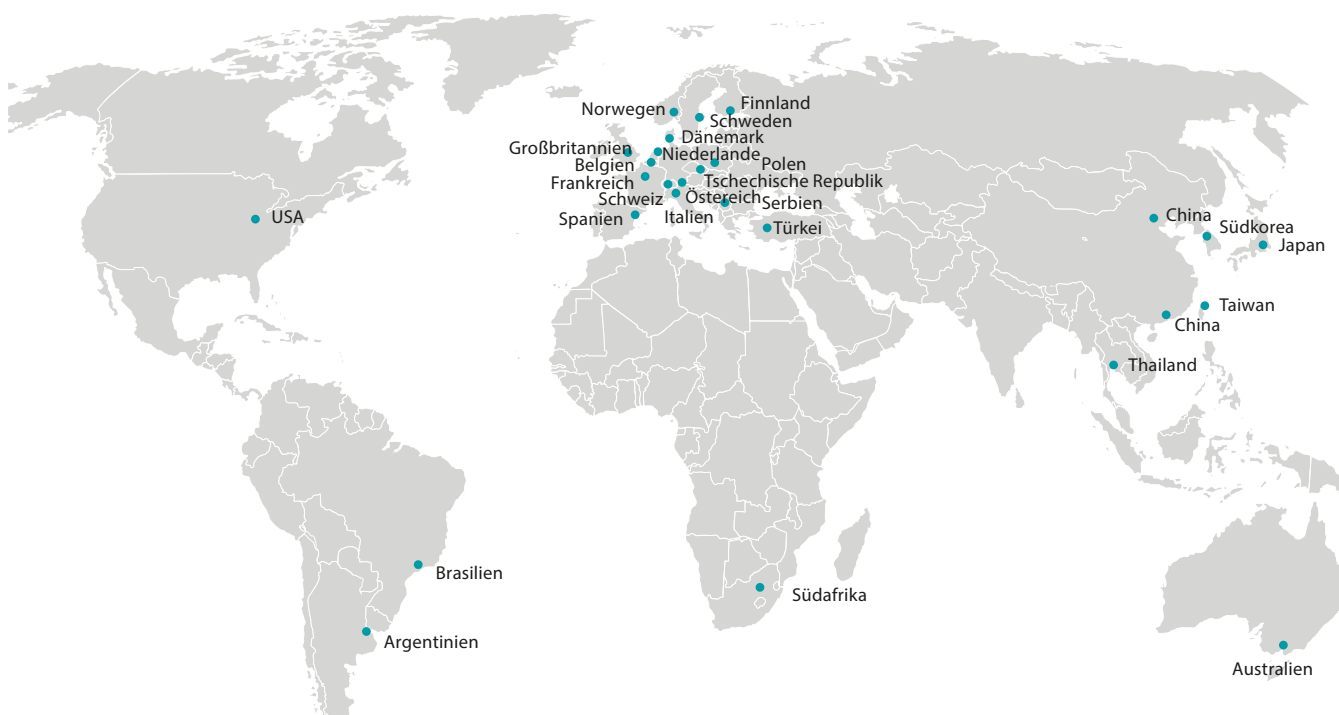 Norwegen
Finnland
Schweden
Dänemark
Großbritannien
Niederlande
Belgien
Polen
Frankreich
Tschechische Republik
Schweiz
Östereich
Serbien
Spanien
Italien
Türkei
USA
China
Südkorea
Japan
Taiwan
China
Thailand
Brasilien
Südafrika
Argentinien
Australien